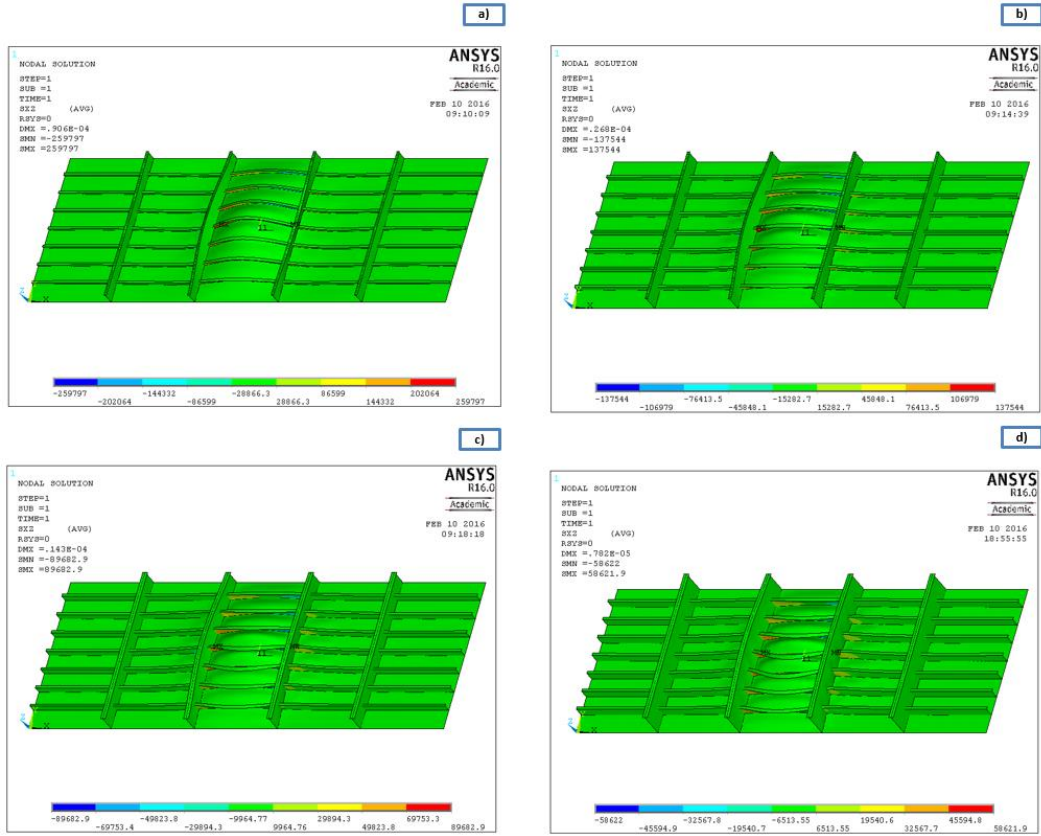 a)
1
NODAL SOLUTION
STEP=1
SUB =1
TIME=1
SXZ (AVG)
RSYS=0
DMX =.906E-04
SMN =-259797
SMX =259797
ANSYS
R16.0
Academic
FEB 10 2016
09:10:09
Z
X
-259797 -144332 -28866.3 86599 202064
-202064 -86599 28866.3 144332 259797
b)
1
NODAL SOLUTION
STEP=1
SUB =1
TIME=1
SXZ (AVG)
RSYS=0
DMX =.268E-04
SMN =-137544
SMX =137544
ANSYS
R16.0
Academic
FEB 10 2016
09:14:39
Z
X
-137544 -76413.5 -15282.7 45848.1 106979
-106979 -45848.1 15282.7 76413.5 137544
c)
1
NODAL SOLUTION
STEP=1
SUB =1
TIME=1
SXZ (AVG)
RSYS=0
DMX =.143E-04
SMN =-89682.9
SMX =89682.9
ANSYS
R16.0
Academic
FEB 10 2016
09:18:18
Z
X
-89682.9 -49823.8 -9964.77 29894.3 69753.3
-69753.4 -29894.3 9964.76 49823.8 89682.9
d)
1
NODAL SOLUTION
STEP=1
SUB =1
TIME=1
SXZ (AVG)
RSYS=0
DMX =.782E-05
SMN =-58622
SMX =58621.9
ANSYS
R16.0
Academic
FEB 10 2016
18:55:55
Z
X
-58622 -32567.8 -6513.55 19540.6 45594.8
-45594.9 -19540.7 6513.55 32567.7 58621.9